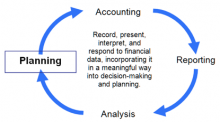 Accounting
Record, present,
interpret, and
respond to financial
data, incorporating it
in a meaningful way
into decision-making
and planning.
Planning
Reporting
Analysis